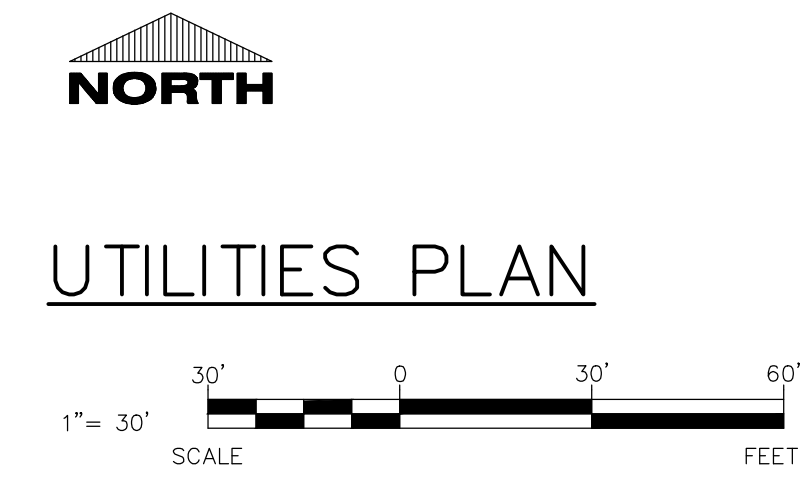 NORTH
UTILITIES PLAN
30' 0 30' 60'
1"= 30'
SCALE FEET